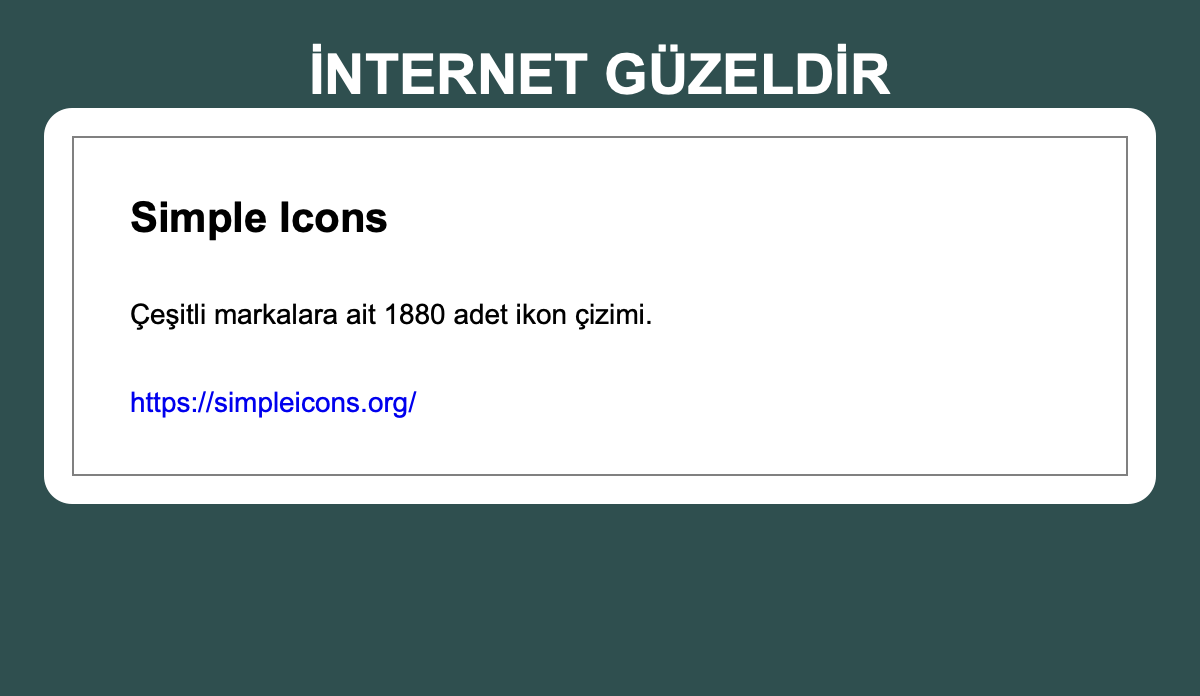 İNTERNET GÜZELDİR
Simple Icons
Çeşitli markalara ait 1880 adet ikon çizimi.
https://simpleicons.org/